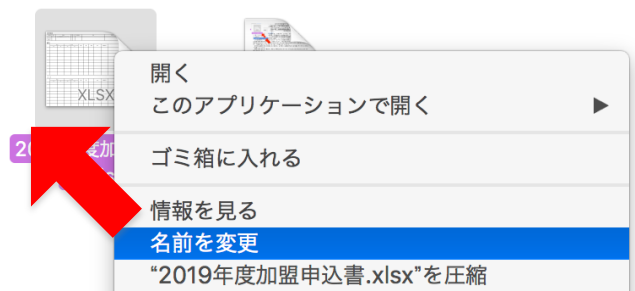 XLSX
開く
このアプリケーションで開く
ゴミ箱に入れる
情報を見る
名前を変更
“2019年度加盟申込書.xlsx”を圧縮